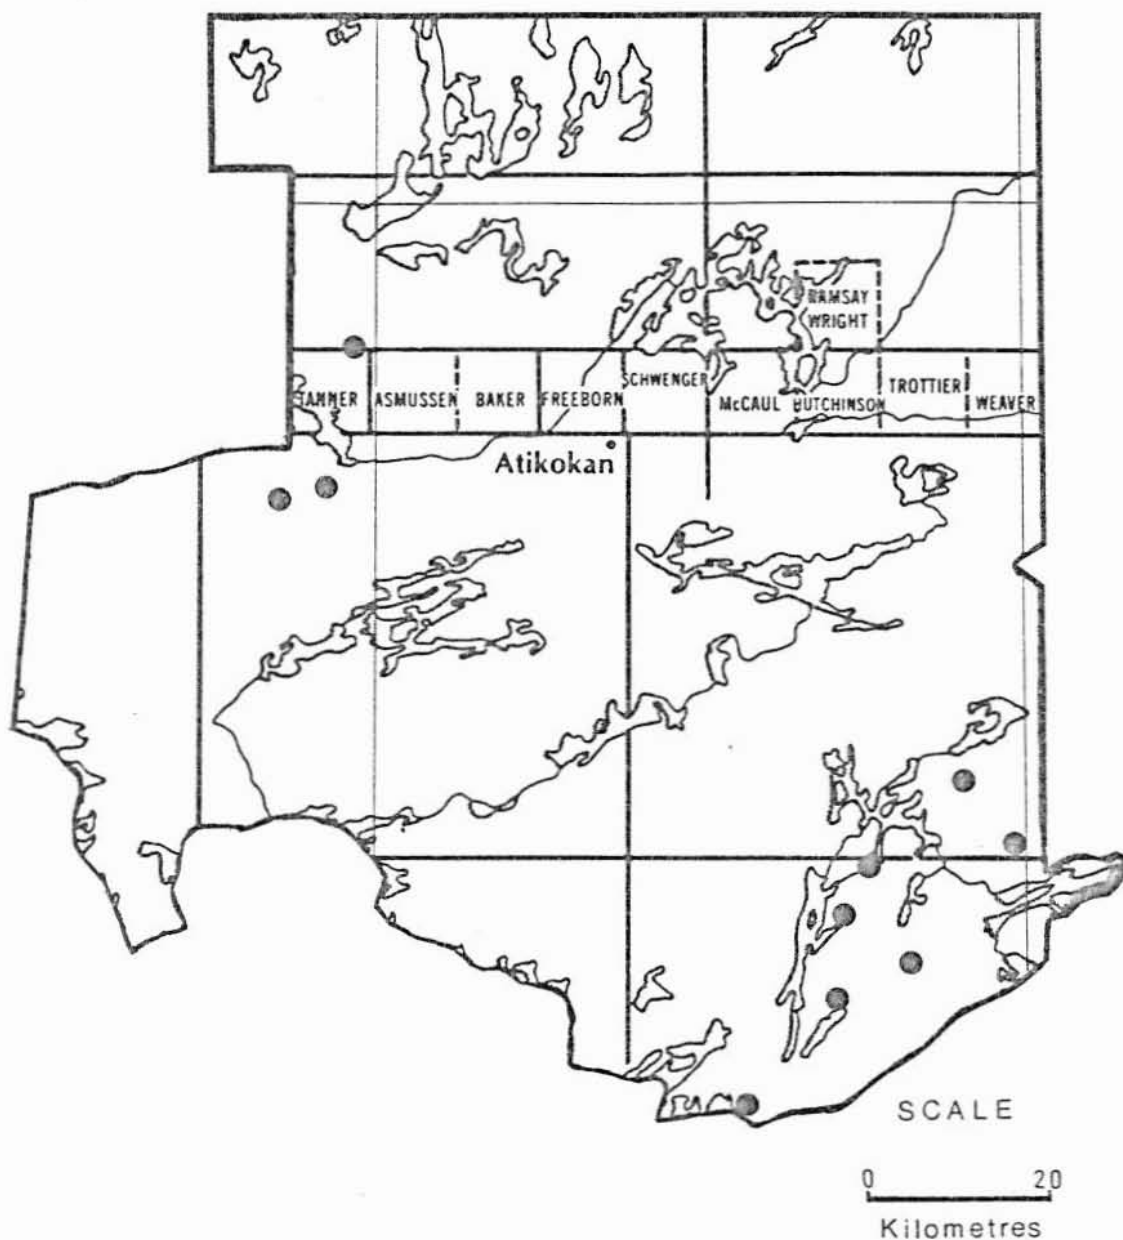 RAMSAY
WRIGHT
TANNER
ASMUSSEN
BAKER
FREEBORN
SCHWENGER
McCAUL
HUTCHINSON
TROTTIER
WEAVER
Atikokan
SCALE
0 20
Kilometres